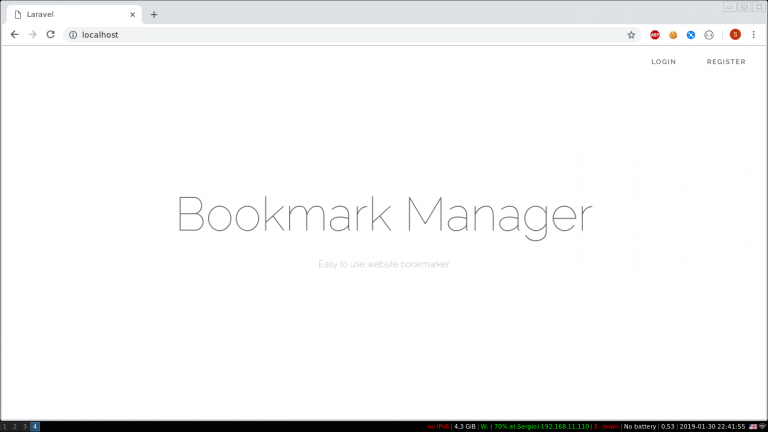 Laravel
localhost
ABP
S
LOGIN
REGISTER
Bookmark Manager
Easy to use website bookmarker
1 2 3 4
no IPv6 | 4,3 GiB | W: ( 70% at Sergio) 192.168.11.110 | E: down | No battery | 0,53 | 2019-01-30 22:41:55